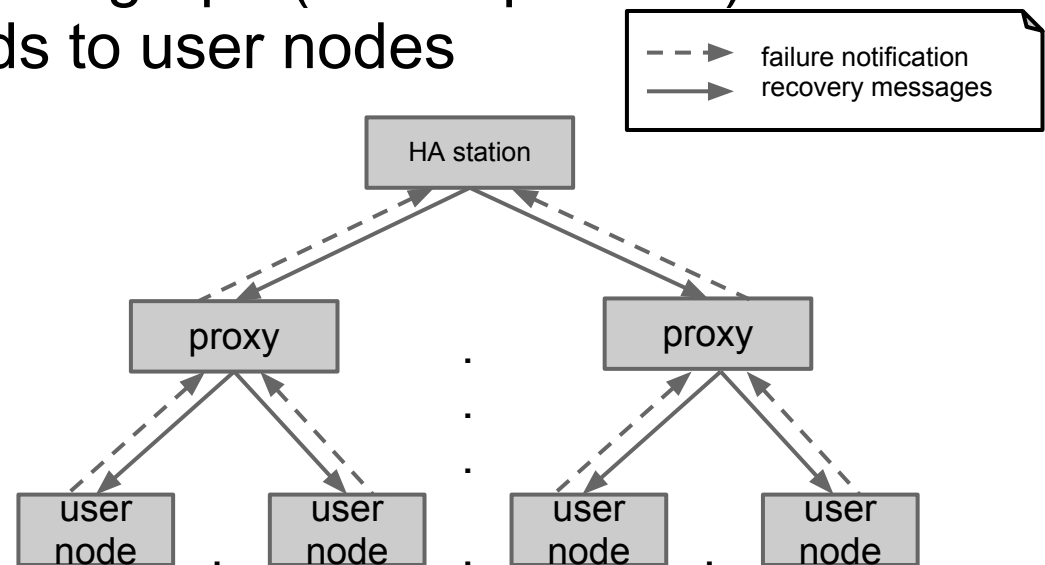 ds to user nodes
failure notification
recovery messages
HA station
proxy
proxy
.
.
.
user
node
user
node
user
node
user
node
.
.
.